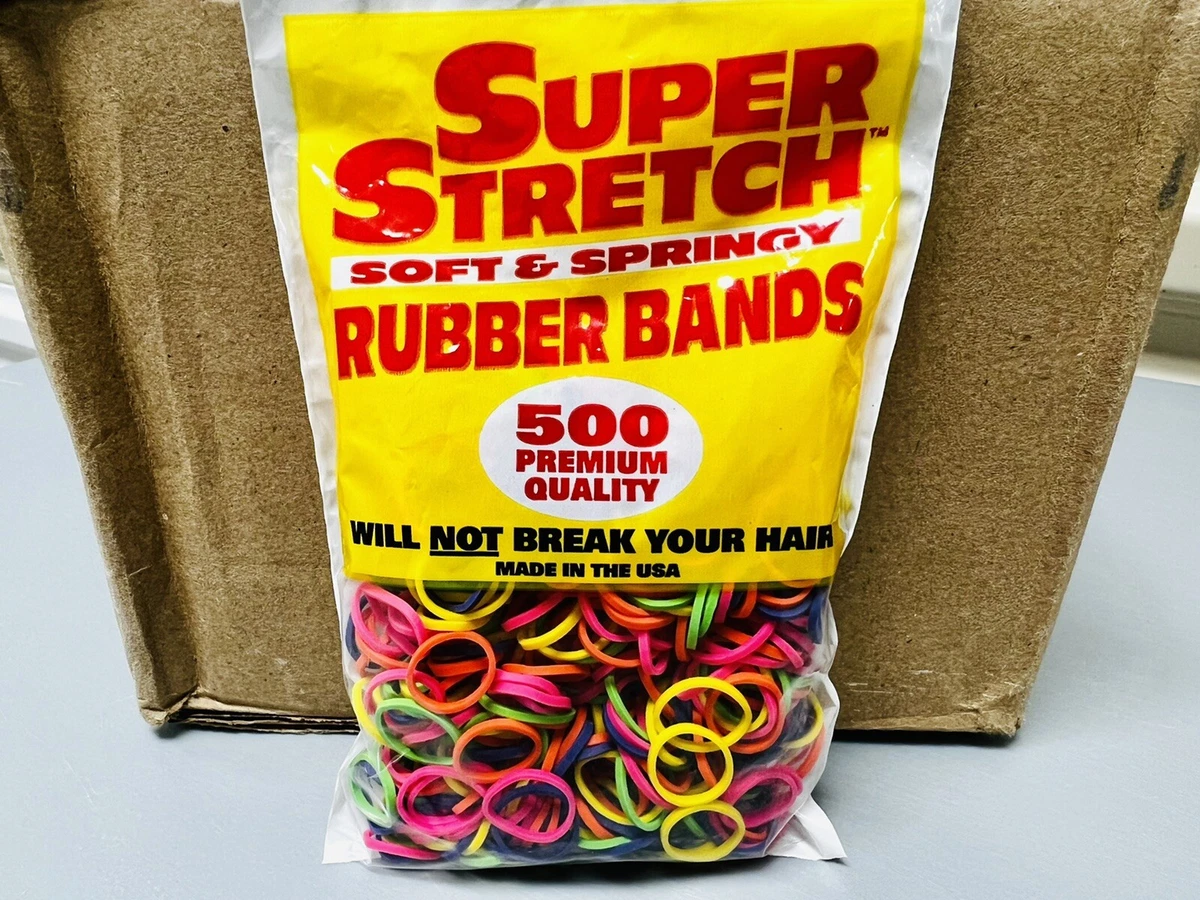 SUPER
STRETCH™
SOFT & SPRINGY
RUBBER BANDS
500
PREMIUM
QUALITY
WILL NOT BREAK YOUR HAIR
MADE IN THE USA